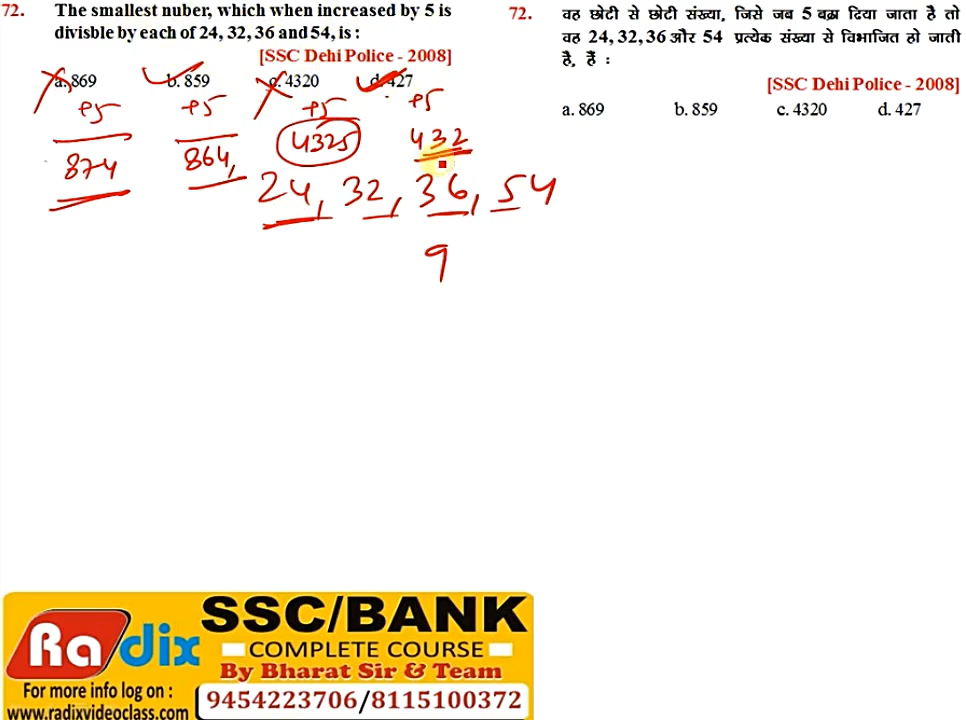 72. The smallest nuber, which when increased by 5 is
divisble by each of 24, 32, 36 and 54, is :
[SSC Dehi Police - 2008]
a. 869 b. 859 c. 4320 d. 427
+5 +5 +5 +5
874 864, 4325 432
24, 32, 36, 54
9
72. वह छोटी से छोटी संख्या, जिसे जब 5 बढ़ा दिया जाता है तो
वह 24, 32, 36 और 54 प्रत्येक संख्या से विभाजित हो जाती
है, हैं :
[SSC Dehi Police - 2008]
a. 869 b. 859 c. 4320 d. 427
Radix
SSC/BANK
COMPLETE COURSE
By Bharat Sir & Team
For more info log on :
www.radixvideoclass.com
9454223706/8115100372